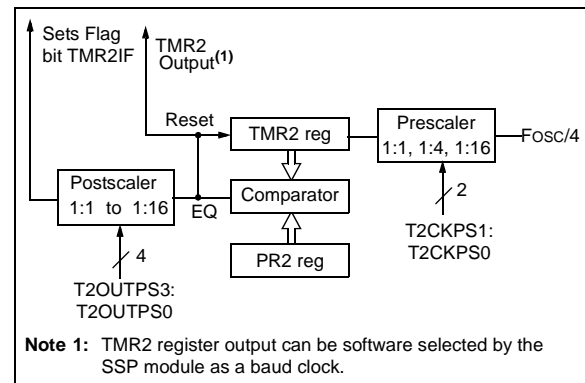 Sets Flag
bit TMR2IF
TMR2
Output(1)
Reset
TMR2 reg
Prescaler
1:1, 1:4, 1:16
FOSC/4
Postscaler
1:1 to 1:16
EQ
Comparator
2
T2CKPS1:
T2CKPS0
4
PR2 reg
T2OUTPS3:
T2OUTPS0
Note 1: TMR2 register output can be software selected by the
SSP module as a baud clock.